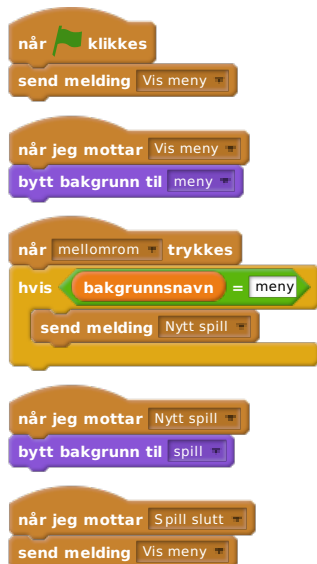 når klikkes
send melding Vis meny
når jeg mottar Vis meny
bytt bakgrunn til meny
når mellomrom trykkes
hvis bakgrunnsnavn = meny
send melding Nytt spill
når jeg mottar Nytt spill
bytt bakgrunn til spill
når jeg mottar Spill slutt
send melding Vis meny